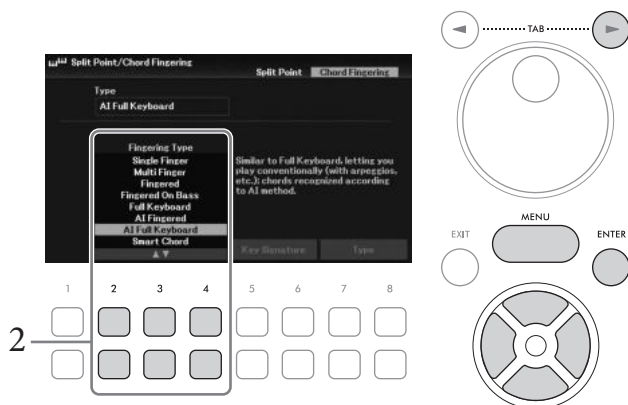 TAB
Split Point/Chord Fingering
Split Point Chord Fingering
Type
AI Full Keyboard
Fingering Type
Single Finger
Multi Finger
Fingered
Fingered On Bass
Full Keyboard
AI Fingered
AI Full Keyboard
Smart Chord
Similar to Full Keyboard, letting you
play conventionally (with arpeggios,
etc.); chords recognized according
to AI method.
Key Signature Type
EXIT
MENU
ENTER
1 2 3 4 5 6 7 8
2